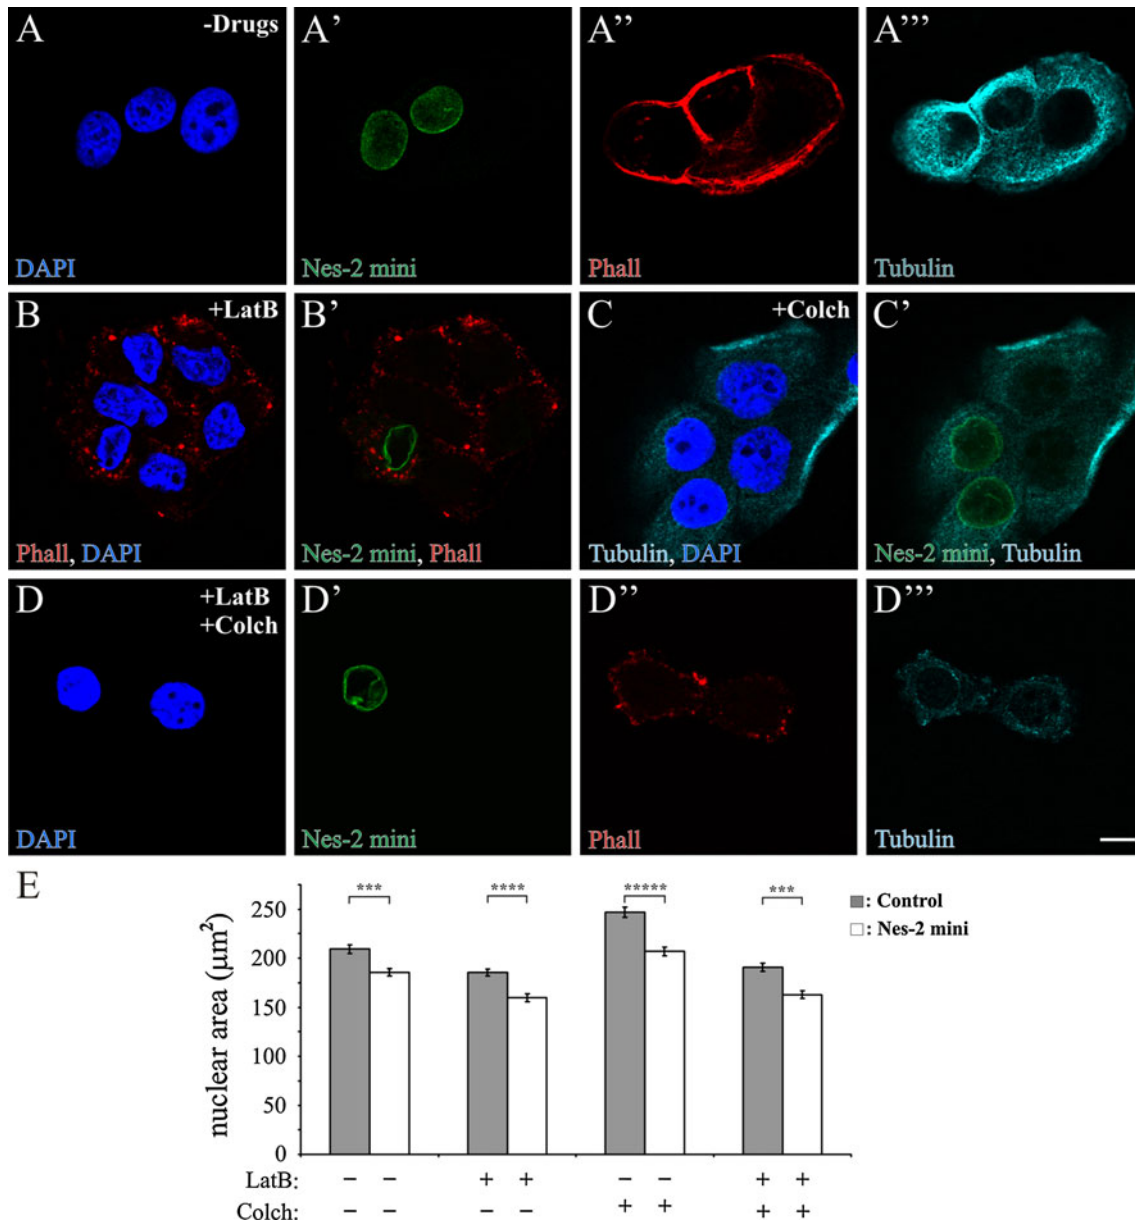 A -Drugs A’ A’’ A’’’
DAPI Nes-2 mini Phall Tubulin
B +LatB B’ C +Colch C’
Phall, DAPI Nes-2 mini, Phall Tubulin, DAPI Nes-2 mini, Tubulin
D +LatB D’ D’’ D’’’
+Colch
DAPI Nes-2 mini Phall Tubulin
E
*** **** ***** ***
: Control
: Nes-2 mini
nuclear area (μm²)
250
200
150
100
50
0
LatB: − − + + − − + +
Colch: − − − − + + + +